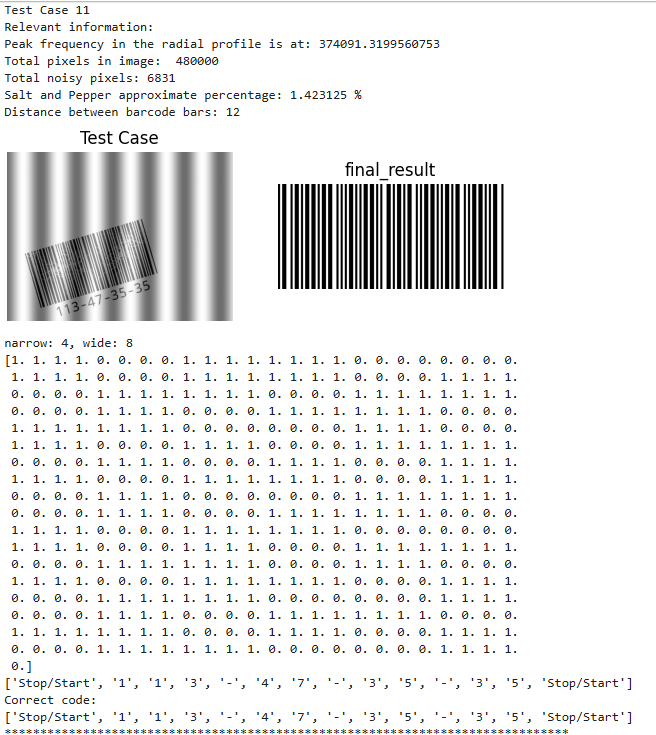 Test Case 11
Relevant information:
Peak frequency in the radial profile is at: 374091.3199560753
Total pixels in image:  480000
Total noisy pixels: 6831
Salt and Pepper approximate percentage: 1.423125 %
Distance between barcode bars: 12
Test Case
final_result
113-47-35-35
narrow: 4, wide: 8
[1. 1. 1. 1. 0. 0. 0. 0. 1. 1. 1. 1. 1. 1. 1. 1. 0. 0. 0. 0. 0. 0. 0. 0.
1. 1. 1. 1. 0. 0. 0. 0. 1. 1. 1. 1. 1. 1. 1. 1. 0. 0. 0. 0. 1. 1. 1. 1.
0. 0. 0. 0. 1. 1. 1. 1. 1. 1. 1. 1. 0. 0. 0. 0. 1. 1. 1. 1. 1. 1. 1. 1.
0. 0. 0. 0. 1. 1. 1. 1. 0. 0. 0. 0. 1. 1. 1. 1. 1. 1. 1. 1. 0. 0. 0. 0.
1. 1. 1. 1. 1. 1. 1. 1. 0. 0. 0. 0. 0. 0. 0. 0. 1. 1. 1. 1. 0. 0. 0. 0.
1. 1. 1. 1. 0. 0. 0. 0. 1. 1. 1. 1. 0. 0. 0. 0. 1. 1. 1. 1. 1. 1. 1. 1.
0. 0. 0. 0. 1. 1. 1. 1. 0. 0. 0. 0. 1. 1. 1. 1. 0. 0. 0. 0. 1. 1. 1. 1.
1. 1. 1. 1. 0. 0. 0. 0. 1. 1. 1. 1. 1. 1. 1. 1. 0. 0. 0. 0. 1. 1. 1. 1.
0. 0. 0. 0. 1. 1. 1. 1. 0. 0. 0. 0. 0. 0. 0. 0. 1. 1. 1. 1. 1. 1. 1. 1.
0. 0. 0. 0. 1. 1. 1. 1. 0. 0. 0. 0. 1. 1. 1. 1. 1. 1. 1. 1. 0. 0. 0. 0.
1. 1. 1. 1. 0. 0. 0. 0. 1. 1. 1. 1. 1. 1. 1. 1. 0. 0. 0. 0. 0. 0. 0. 0.
1. 1. 1. 1. 0. 0. 0. 0. 1. 1. 1. 1. 0. 0. 0. 0. 1. 1. 1. 1. 1. 1. 1. 1.
0. 0. 0. 0. 1. 1. 1. 1. 1. 1. 1. 1. 0. 0. 0. 0. 1. 1. 1. 1. 0. 0. 0. 0.
1. 1. 1. 1. 0. 0. 0. 0. 1. 1. 1. 1. 1. 1. 1. 1. 0. 0. 0. 0. 1. 1. 1. 1.
0. 0. 0. 0. 1. 1. 1. 1. 1. 1. 1. 1. 0. 0. 0. 0. 0. 0. 0. 0. 1. 1. 1. 1.
0. 0. 0. 0. 1. 1. 1. 1. 0. 0. 0. 0. 1. 1. 1. 1. 1. 1. 1. 1. 0. 0. 0. 0.
1. 1. 1. 1. 1. 1. 1. 1. 0. 0. 0. 0. 1. 1. 1. 1. 0. 0. 0. 0. 1. 1. 1. 1.
0. 0. 0. 0. 1. 1. 1. 1. 1. 1. 1. 1. 0. 0. 0. 0. 0. 0. 0. 0. 1. 1. 1. 1.
0.]
['Stop/Start', '1', '1', '3', '-', '4', '7', '-', '3', '5', '-', '3', '5', 'Stop/Start']
Correct code:
['Stop/Start', '1', '1', '3', '-', '4', '7', '-', '3', '5', '-', '3', '5', 'Stop/Start']
*******************************************************************************